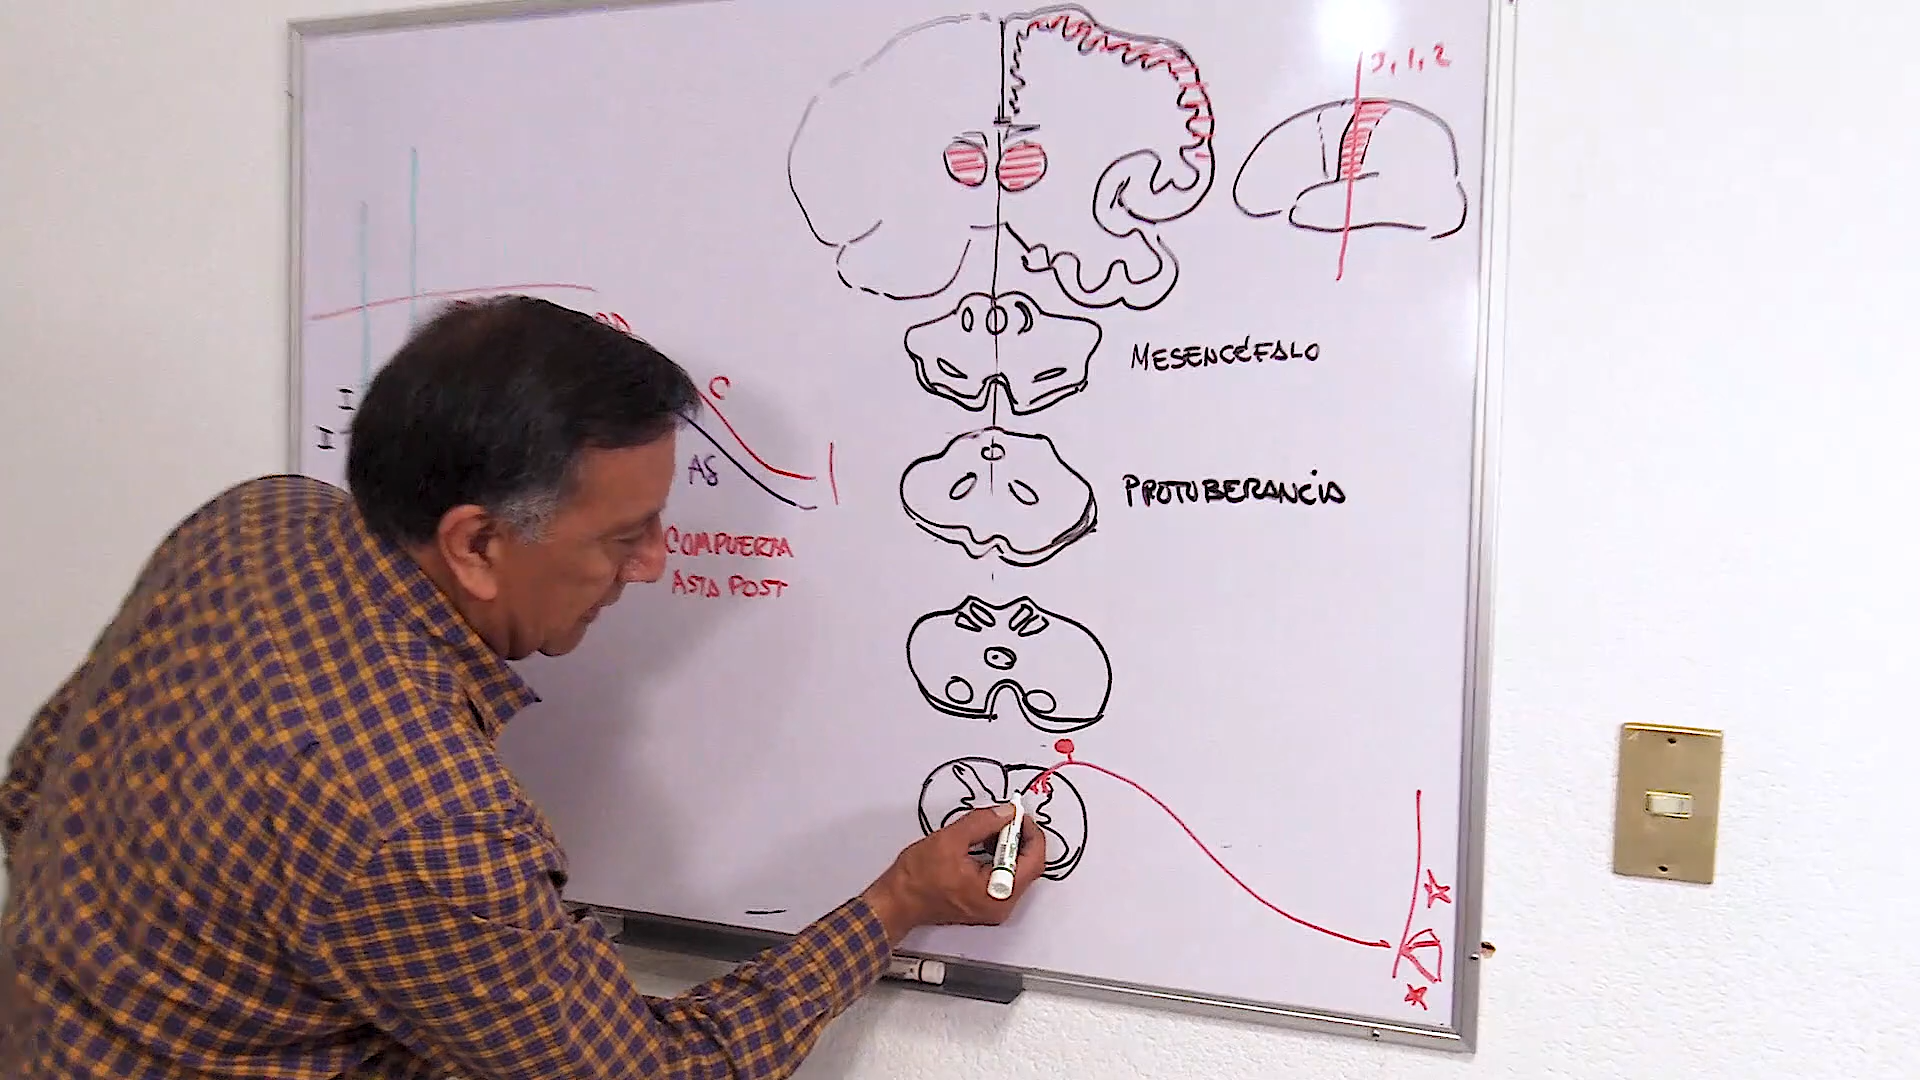 3, 1, 2
MESENCÉFALO
C
AS
PROTUBERANCIA
COMPUERTA
ASTA POST
I
I